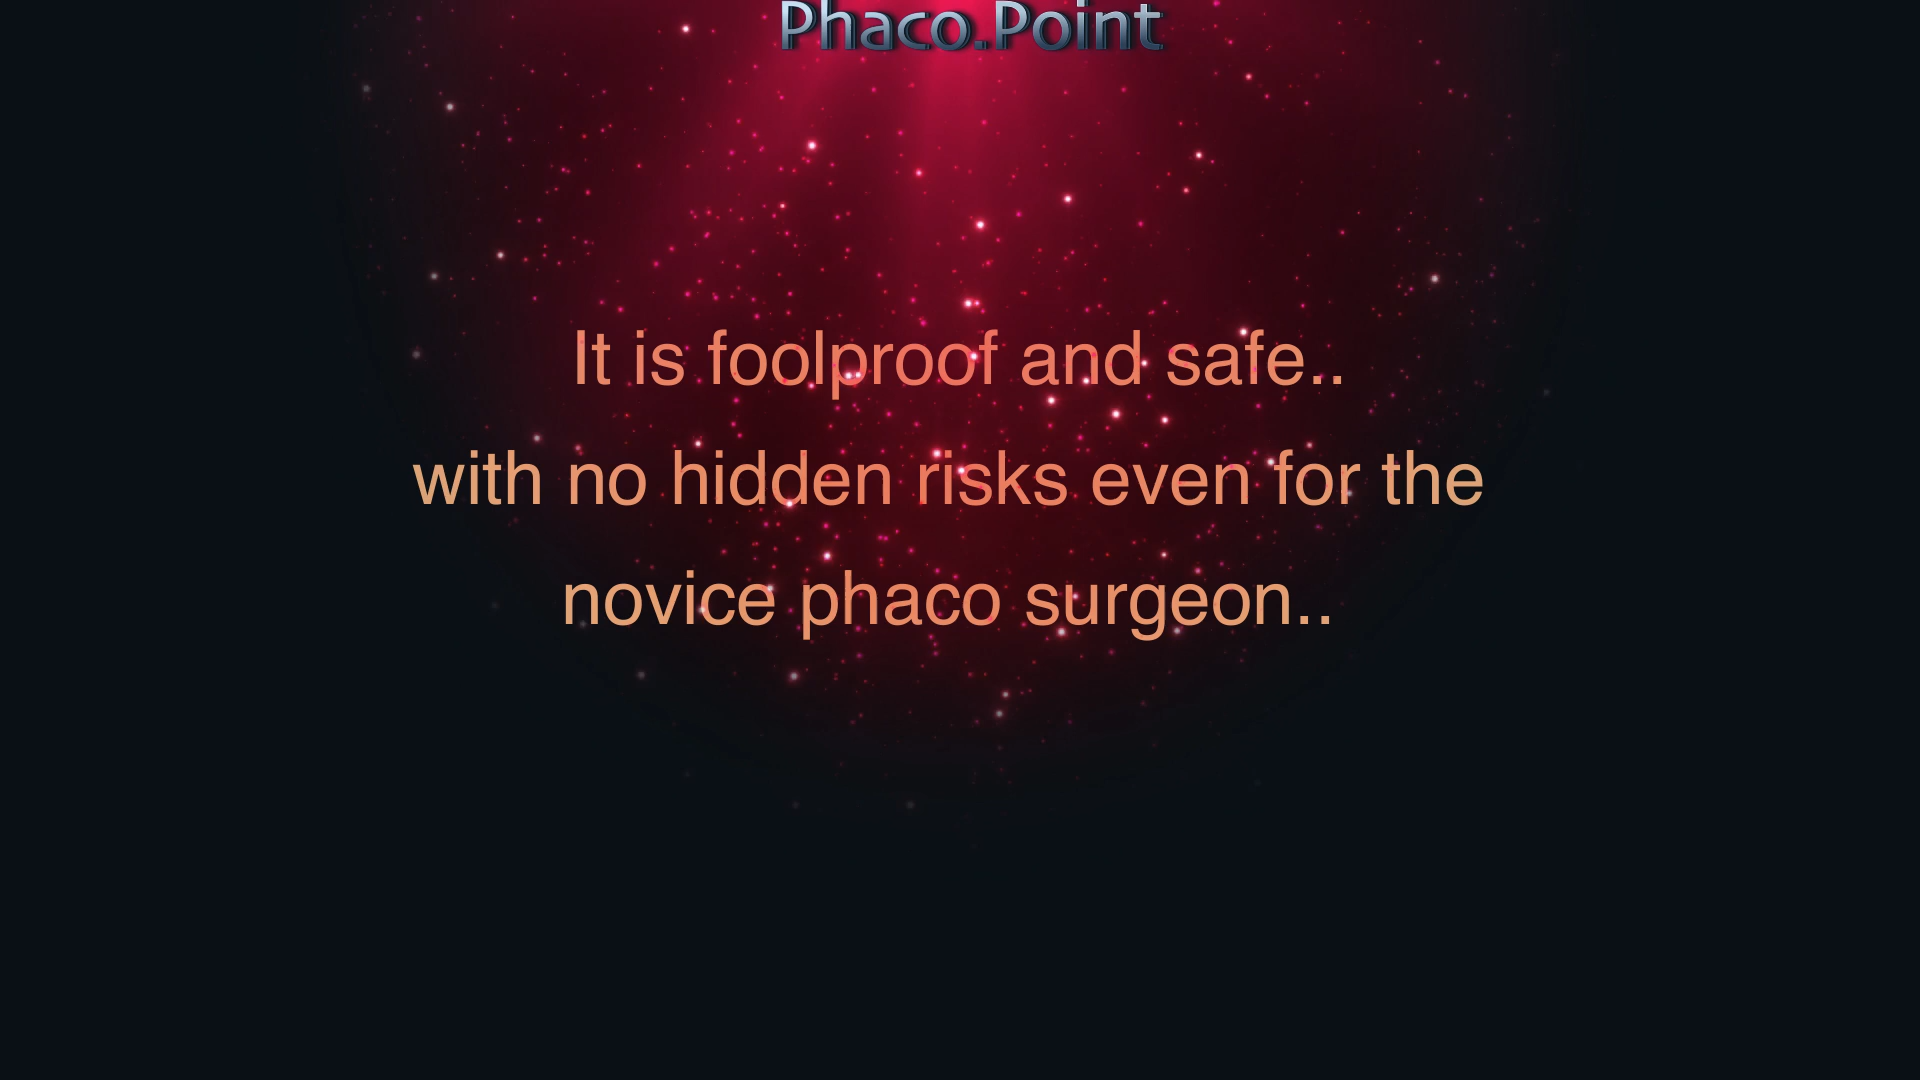 Phaco.Point
It is foolproof and safe..
with no hidden risks even for the
novice phaco surgeon..